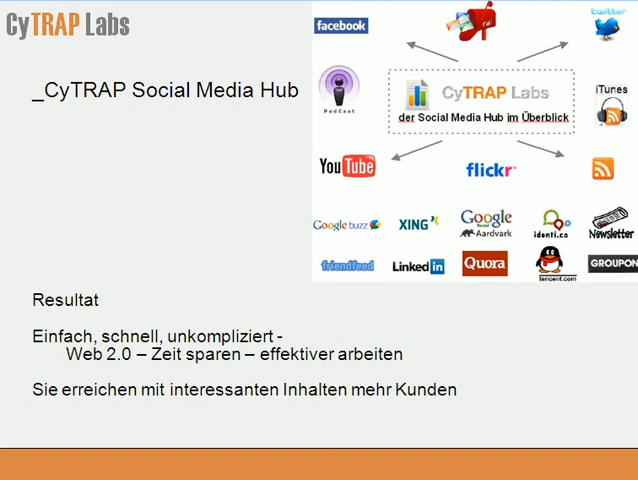 CyTRAP Labs
_CyTRAP Social Media Hub
facebook
twitter
PODCAST
CyTRAP Labs
der Social Media Hub im Überblick
iTunes
YouTube
flickr
Google buzz
XING
Google
Aardvark
identi.ca
Newsletter
friendfeed
LinkedIn
Quora
tencent.com
GROUPON
Resultat
Einfach, schnell, unkompliziert -
Web 2.0 – Zeit sparen – effektiver arbeiten
Sie erreichen mit interessanten Inhalten mehr Kunden